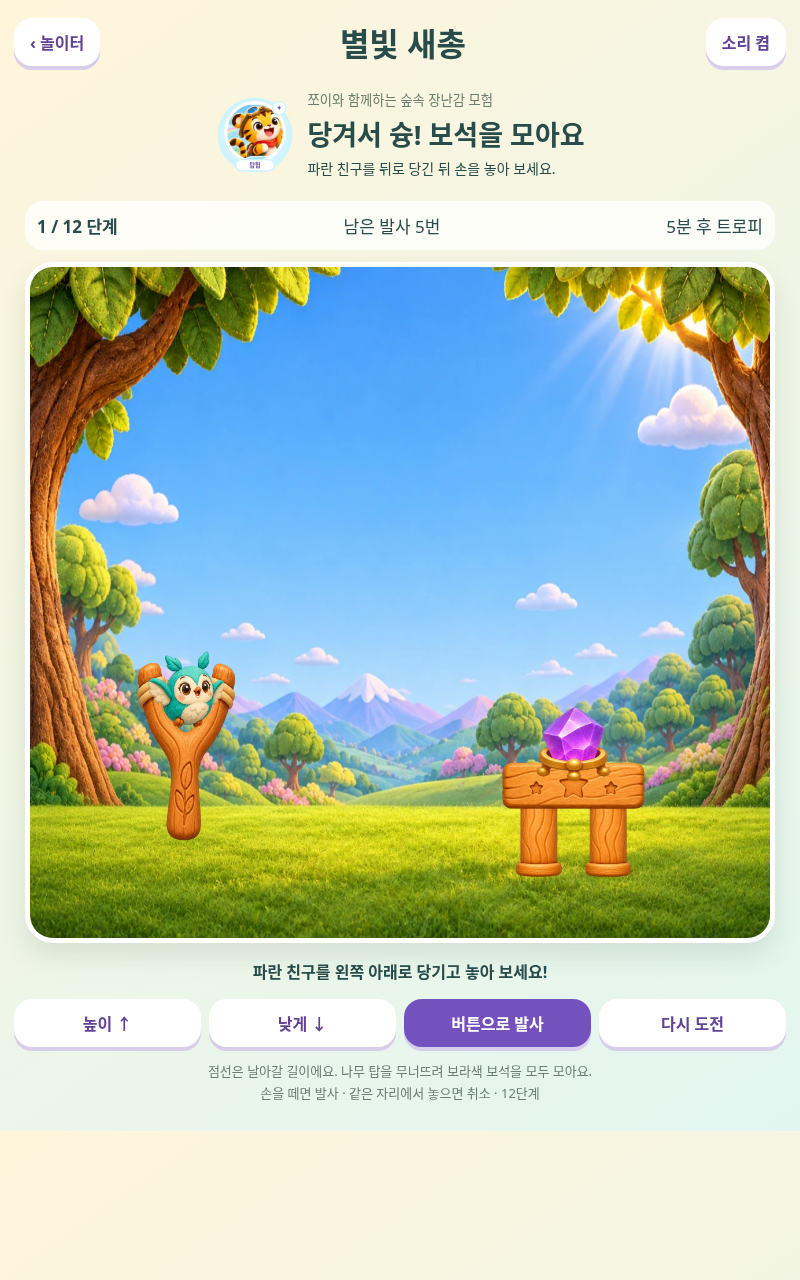 ‹ 놀이터
별빛 새총
소리 켬
쪼이와 함께하는 숲속 장난감 모험
당겨서 슝! 보석을 모아요
파란 친구를 뒤로 당긴 뒤 손을 놓아 보세요.
탐험
1 / 12 단계
남은 발사 5번
5분 후 트로피
파란 친구를 왼쪽 아래로 당기고 놓아 보세요!
높이 ↑
낮게 ↓
버튼으로 발사
다시 도전
점선은 날아갈 길이에요. 나무 탑을 무너뜨려 보라색 보석을 모두 모아요.
손을 떼면 발사 · 같은 자리에서 놓으면 취소 · 12단계